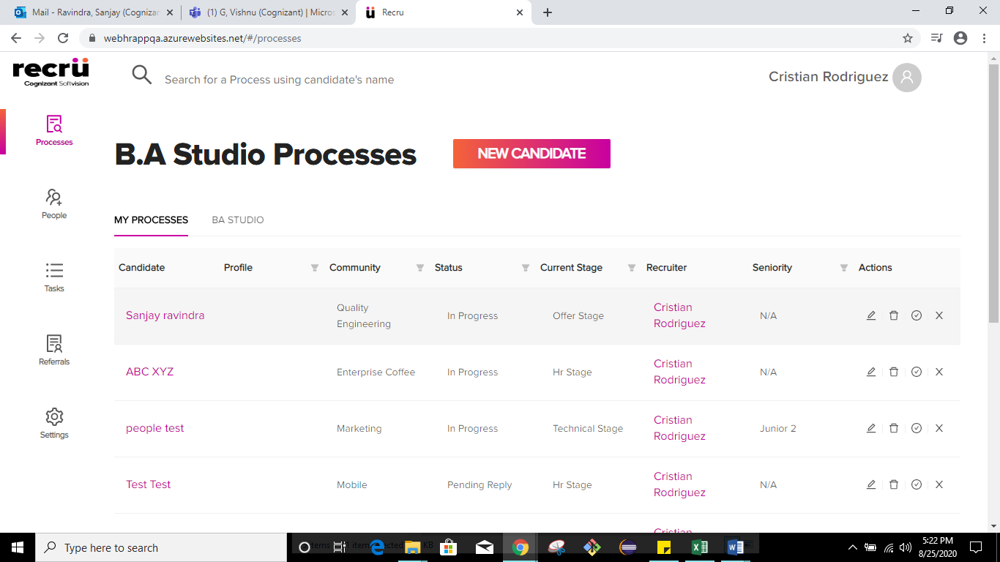 Mail - Ravindra, Sanjay (Cognizan
(1) G, Vishnu (Cognizant) | Micros
Recru
webhrappqa.azurewebsites.net/#/processes
recrü
Cognizant Softvision
Search for a Process using candidate's name
Cristian Rodriguez
Processes
People
Tasks
Referrals
Settings
B.A Studio Processes
NEW CANDIDATE
MY PROCESSES BA STUDIO
Candidate Profile Community Status Current Stage Recruiter Seniority Actions
Sanjay ravindra Quality Engineering In Progress Offer Stage Cristian Rodriguez N/A X
ABC XYZ Enterprise Coffee In Progress Hr Stage Cristian Rodriguez N/A X
people test Marketing In Progress Technical Stage Cristian Rodriguez Junior 2 X
Test Test Mobile Pending Reply Hr Stage Cristian Rodriguez N/A X
Cristian
Type here to search
5:22 PM
8/25/2020